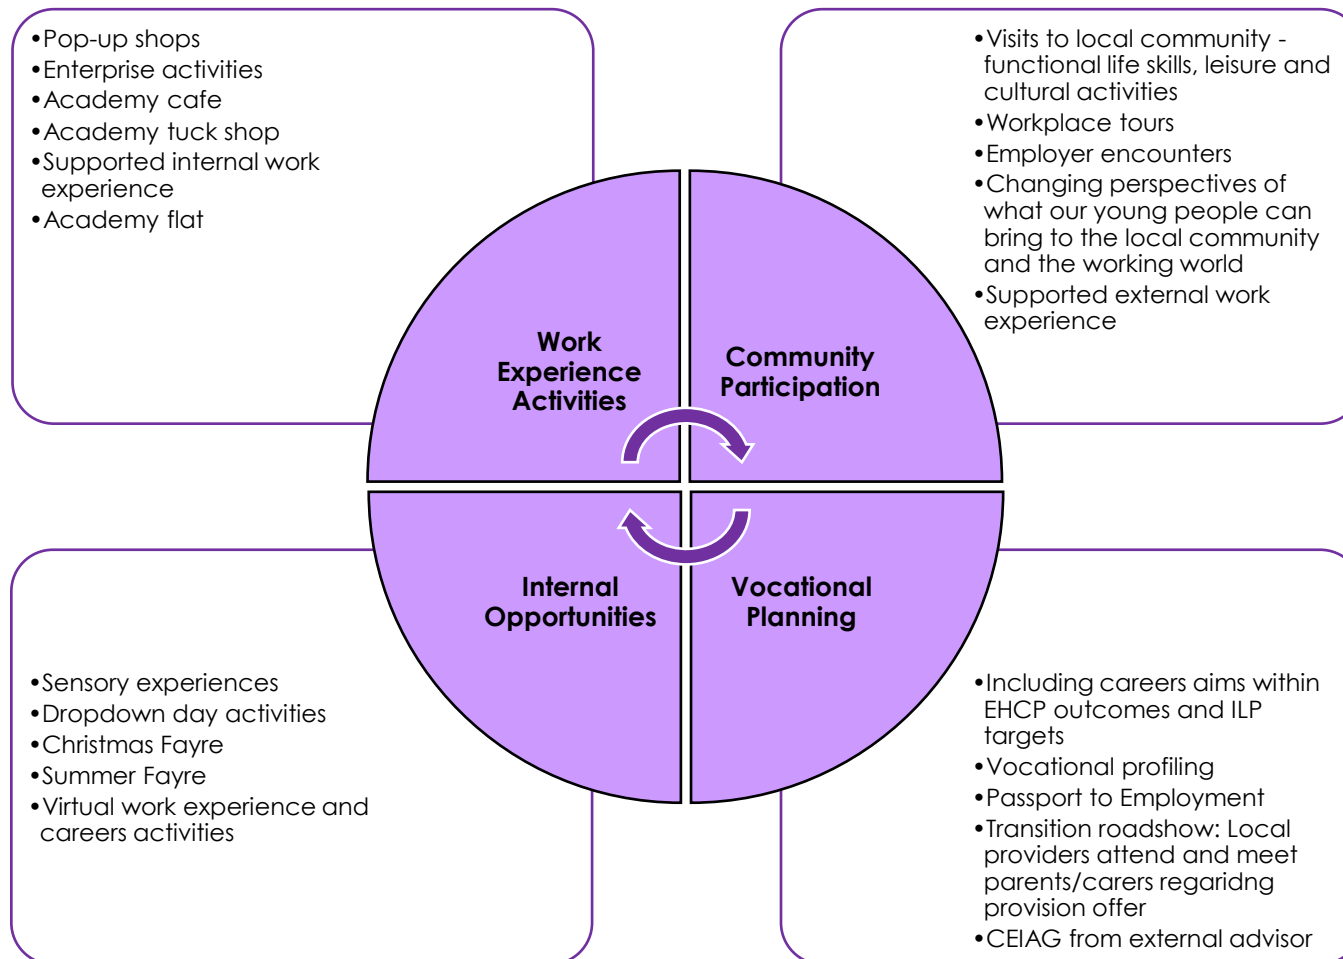 •Pop-up shops
•Enterprise activities
•Academy cafe
•Academy tuck shop
•Supported internal work
experience
•Academy flat
•Visits to local community -
functional life skills, leisure and
cultural activities
•Workplace tours
•Employer encounters
•Changing perspectives of
what our young people can
bring to the local community
and the working world
•Supported external work
experience
Work
Experience
Activities
Community
Participation
Internal
Opportunities
Vocational
Planning
•Sensory experiences
•Dropdown day activities
•Christmas Fayre
•Summer Fayre
•Virtual work experience and
careers activities
•Including careers aims within
EHCP outcomes and ILP
targets
•Vocational profiling
•Passport to Employment
•Transition roadshow: Local
providers attend and meet
parents/carers regaridng
provision offer
•CEIAG from external advisor